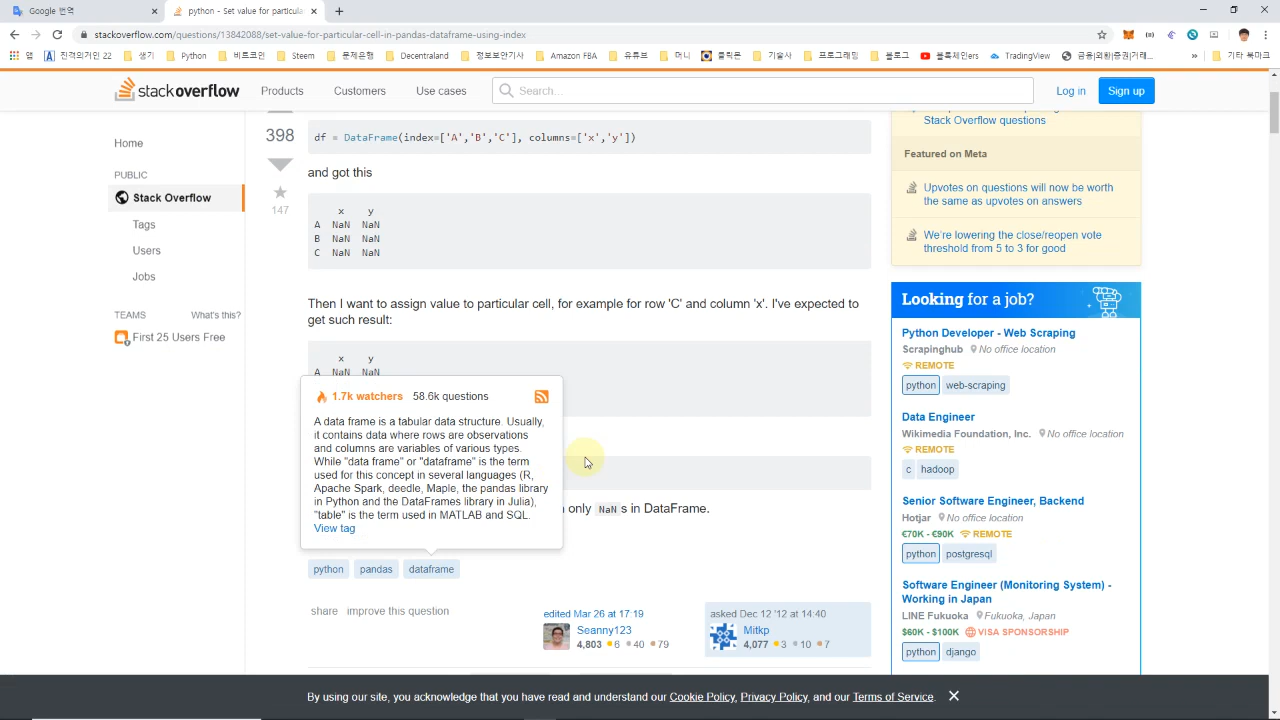 Google 번역
python - Set value for particula
stackoverflow.com/questions/13842088/set-value-for-particular-cell-in-pandas-dataframe-using-index
앱 진격의인기 22 생기 Python 비트코인 Steem 문제은행 Decentraland 정보보안기사 Amazon FBA 유튜브 머니 클릭몬 기술사 프로그래밍 블로그 블록체인스 TradingView 금융|외환|증권|거래... 기타 북마크
stackoverflow Products Customers Use cases Search... Log in Sign up
Home
PUBLIC
Stack Overflow
Tags
Users
Jobs
TEAMS What's this?
First 25 Users Free
398
147
df = DataFrame(index=['A','B','C'], columns=['x','y'])
and got this
x y
A NaN NaN
B NaN NaN
C NaN NaN
Then I want to assign value to particular cell, for example for row 'C' and column 'x'. I've expected to
get such result:
x y
A NaN NaN
1.7k watchers 58.6k questions
A data frame is a tabular data structure. Usually,
it contains data where rows are observations
and columns are variables of various types.
While "data frame" or "dataframe" is the term
used for this concept in several languages (R,
Apache Spark, deedle, Maple, the pandas library
in Python and the DataFrames library in Julia),
"table" is the term used in MATLAB and SQL.
View tag
only NaN s in DataFrame.
python pandas dataframe
share improve this question
edited Mar 26 at 17:19
Seanny123
4,803 6 40 79
asked Dec 12 '12 at 14:40
Mitkp
4,077 3 10 7
Stack Overflow questions
Featured on Meta
Upvotes on questions will now be worth
the same as upvotes on answers
We're lowering the close/reopen vote
threshold from 5 to 3 for good
Looking for a job?
Python Developer - Web Scraping
Scrapinghub No office location
REMOTE
python web-scraping
Data Engineer
Wikimedia Foundation, Inc. No office location
REMOTE
c hadoop
Senior Software Engineer, Backend
Hotjar No office location
€70K - €90K REMOTE
python postgresql
Software Engineer (Monitoring System) -
Working in Japan
LINE Fukuoka Fukuoka, Japan
$60K - $100K VISA SPONSORSHIP
python django
By using our site, you acknowledge that you have read and understand our Cookie Policy, Privacy Policy, and our Terms of Service.